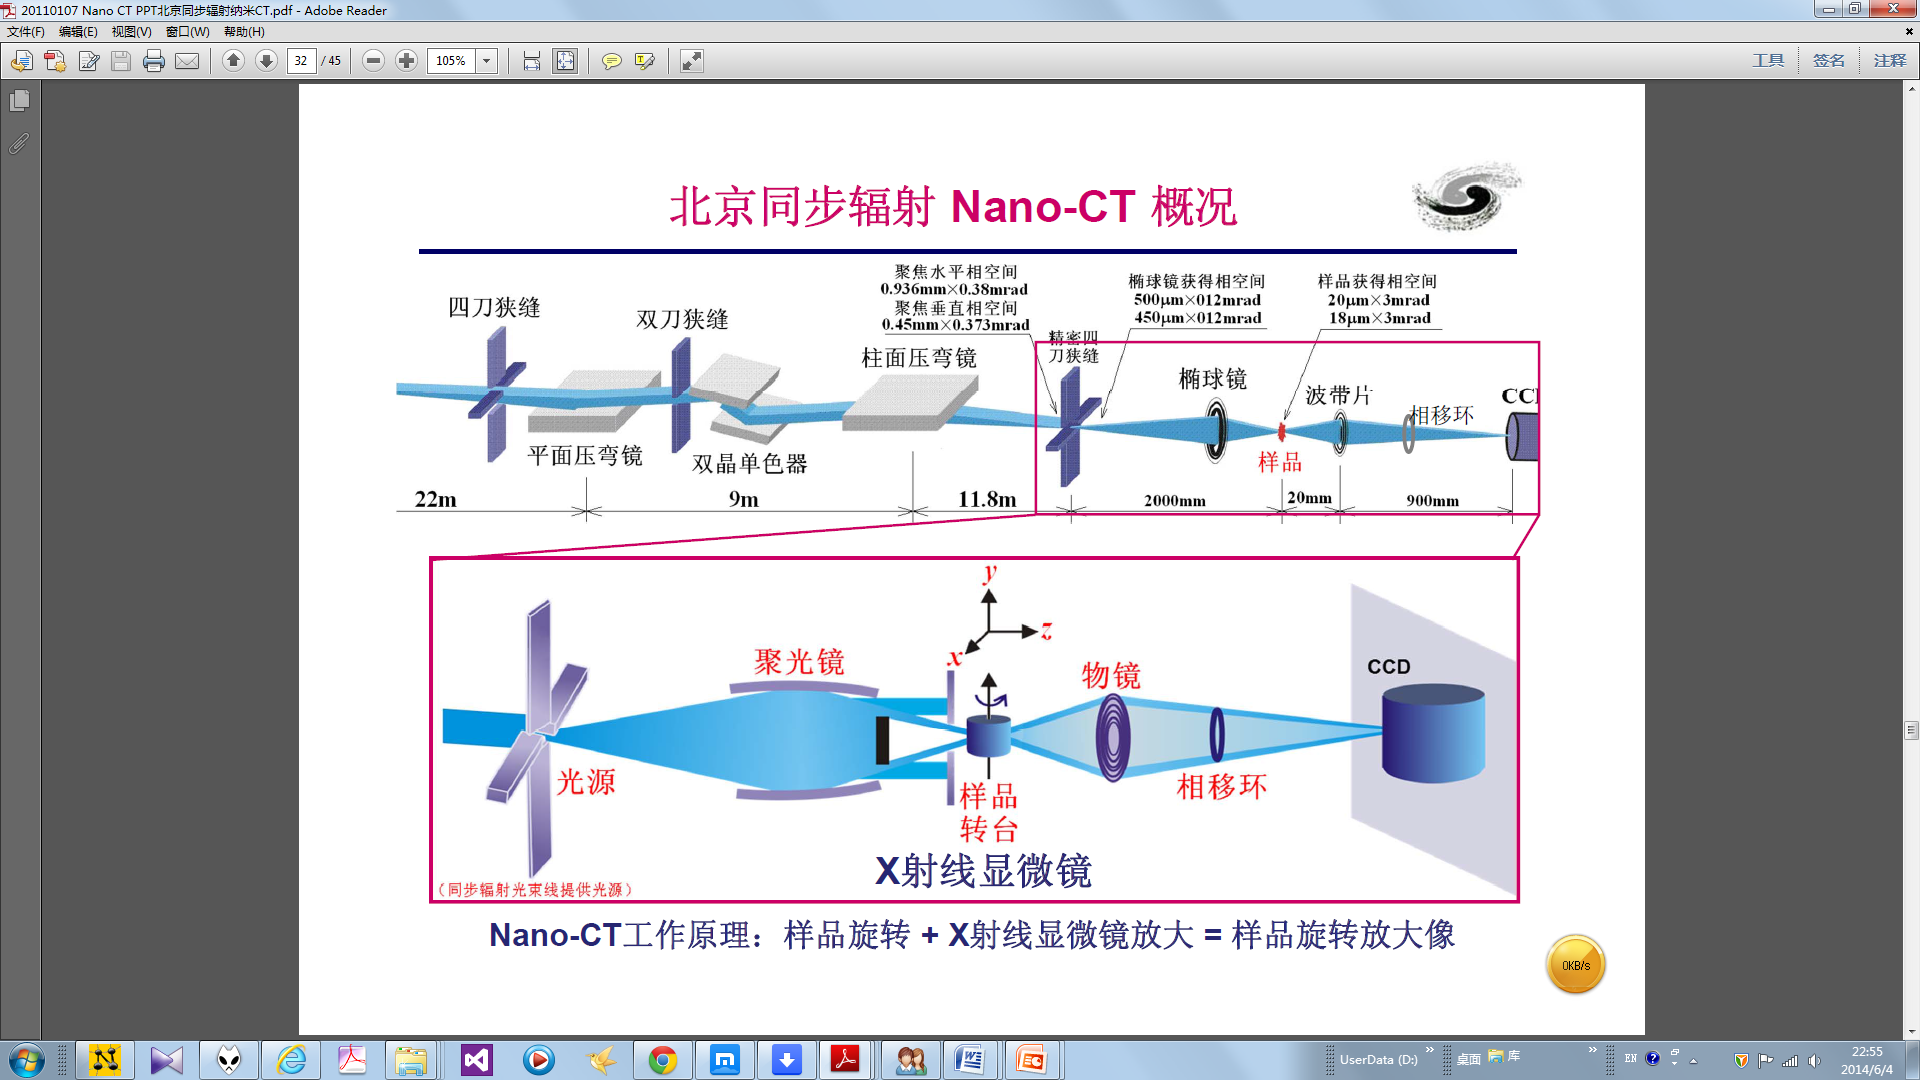 20110107 Nano CT PPT北京同步辐射纳米CT.pdf - Adobe Reader
文件(F) 编辑(E) 视图(V) 窗口(W) 帮助(H)
32 / 45 105% 工具 签名 注释
北京同步辐射 Nano-CT 概况
聚焦水平相空间
0.936mm×0.38mrad
聚焦垂直相空间
0.45mm×0.373mrad
椭球镜获得相空间
500μm×012mrad
450μm×012mrad
样品获得相空间
20μm×3mrad
18μm×3mrad
四刀狭缝
双刀狭缝
柱面压弯镜
精密四
刀狭缝
椭球镜
波带片
相移环
平面压弯镜
双晶单色器
样品
22m
9m
11.8m
2000mm
20mm
900mm
y
z
x
聚光镜
物镜
CCD
光源
样品
转台
相移环
(同步辐射光束线提供光源)
X射线显微镜
Nano-CT工作原理：样品旋转 + X射线显微镜放大 = 样品旋转放大像
0KB/s
UserData (D:)
桌面
库
EN
22:55
2014/6/4